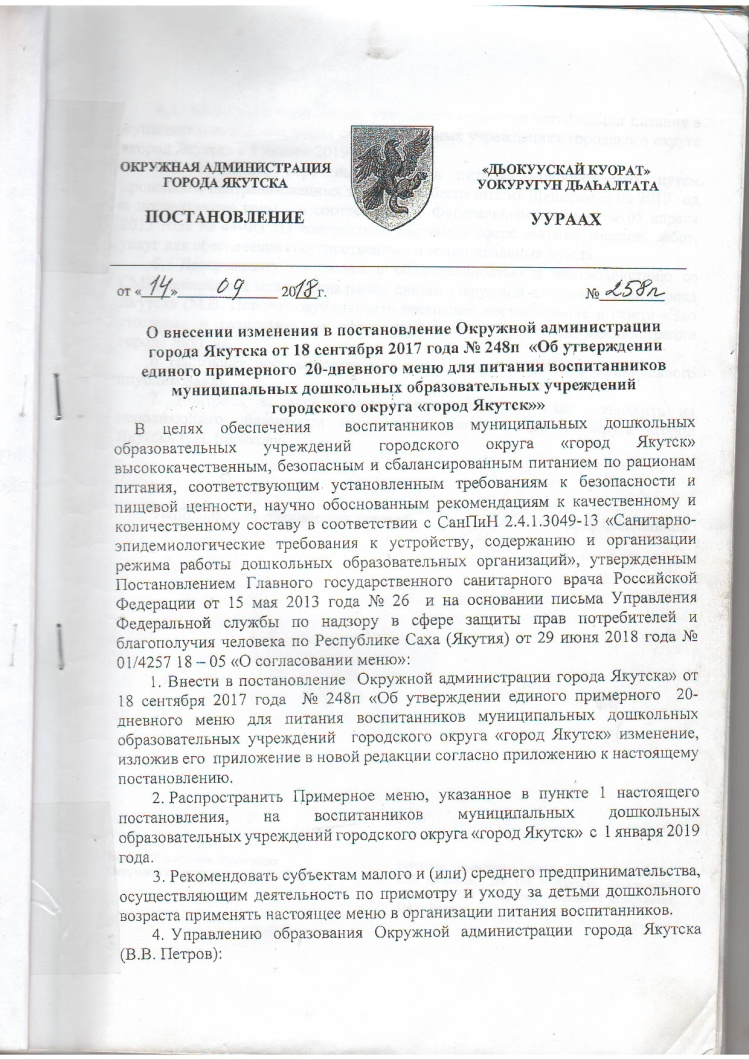 ОКРУЖНАЯ АДМИНИСТРАЦИЯ
ГОРОДА ЯКУТСКА
ПОСТАНОВЛЕНИЕ
«ДЬОКУУСКАЙ КУОРАТ»
УОКУРУГУН ДЬАҺАЛТАТА
УУРААХ
от «14» 09 2018г.
№ 258п
О внесении изменения в постановление Окружной администрации
города Якутска от 18 сентября 2017 года № 248п «Об утверждении
единого примерного 20-дневного меню для питания воспитанников
муниципальных дошкольных образовательных учреждений
городского округа «город Якутск»»
В целях обеспечения воспитанников муниципальных дошкольных
образовательных учреждений городского округа «город Якутск»
высококачественным, безопасным и сбалансированным питанием по рационам
питания, соответствующим установленным требованиям к безопасности и
пищевой ценности, научно обоснованным рекомендациям к качественному и
количественному составу в соответствии с СанПиН 2.4.1.3049-13 «Санитарно-
эпидемиологические требования к устройству, содержанию и организации
режима работы дошкольных образовательных организаций», утвержденным
Постановлением Главного государственного санитарного врача Российской
Федерации от 15 мая 2013 года № 26 и на основании письма Управления
Федеральной службы по надзору в сфере защиты прав потребителей и
благополучия человека по Республике Саха (Якутия) от 29 июня 2018 года №
01/4257 18 – 05 «О согласовании меню»:
1. Внести в постановление Окружной администрации города Якутска» от
18 сентября 2017 года № 248п «Об утверждении единого примерного 20-
дневного меню для питания воспитанников муниципальных дошкольных
образовательных учреждений городского округа «город Якутск» изменение,
изложив его приложение в новой редакции согласно приложению к настоящему
постановлению.
2. Распространить Примерное меню, указанное в пункте 1 настоящего
постановления, на воспитанников муниципальных дошкольных
образовательных учреждений городского округа «город Якутск» с 1 января 2019
года.
3. Рекомендовать субъектам малого и (или) среднего предпринимательства,
осуществляющим деятельность по присмотру и уходу за детьми дошкольного
возраста применять настоящее меню в организации питания воспитанников.
4. Управлению образования Окружной администрации города Якутска
(В.В. Петров):